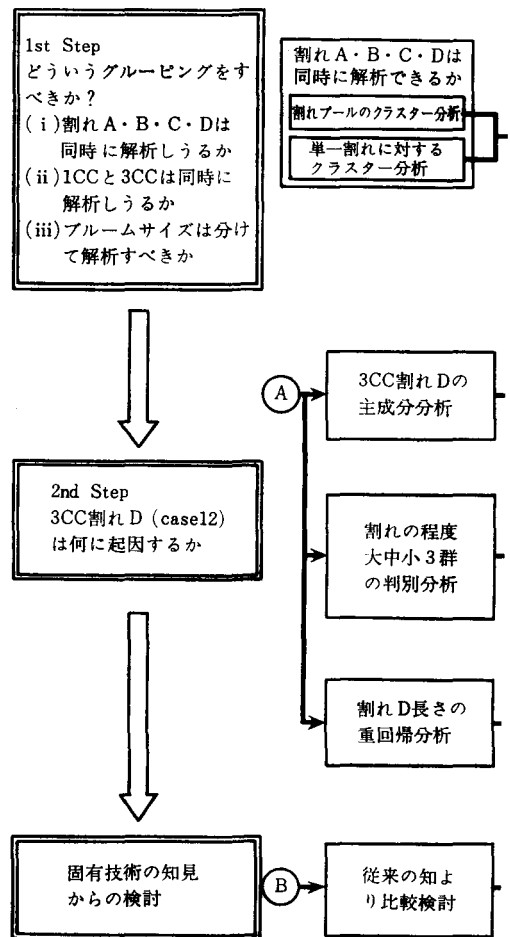 1st Step
どういうグルーピングをす
べきか？
(ⅰ)割れA・B・C・Dは
同時に解析しうるか
(ⅱ)1CCと3CCは同時に
解析しうるか
(ⅲ)ブルームサイズは分け
て解析すべきか
割れA・B・C・Dは
同時に解析できるか
割れプールのクラスター分析
単一割れに対する
クラスター分析
2nd Step
3CC割れD (case12)
は何に起因するか
A
3CC割れDの
主成分分析
割れの程度
大中小3群
の判別分析
割れD長さの
重回帰分析
固有技術の知見
からの検討
B
従来の知よ
り比較検討